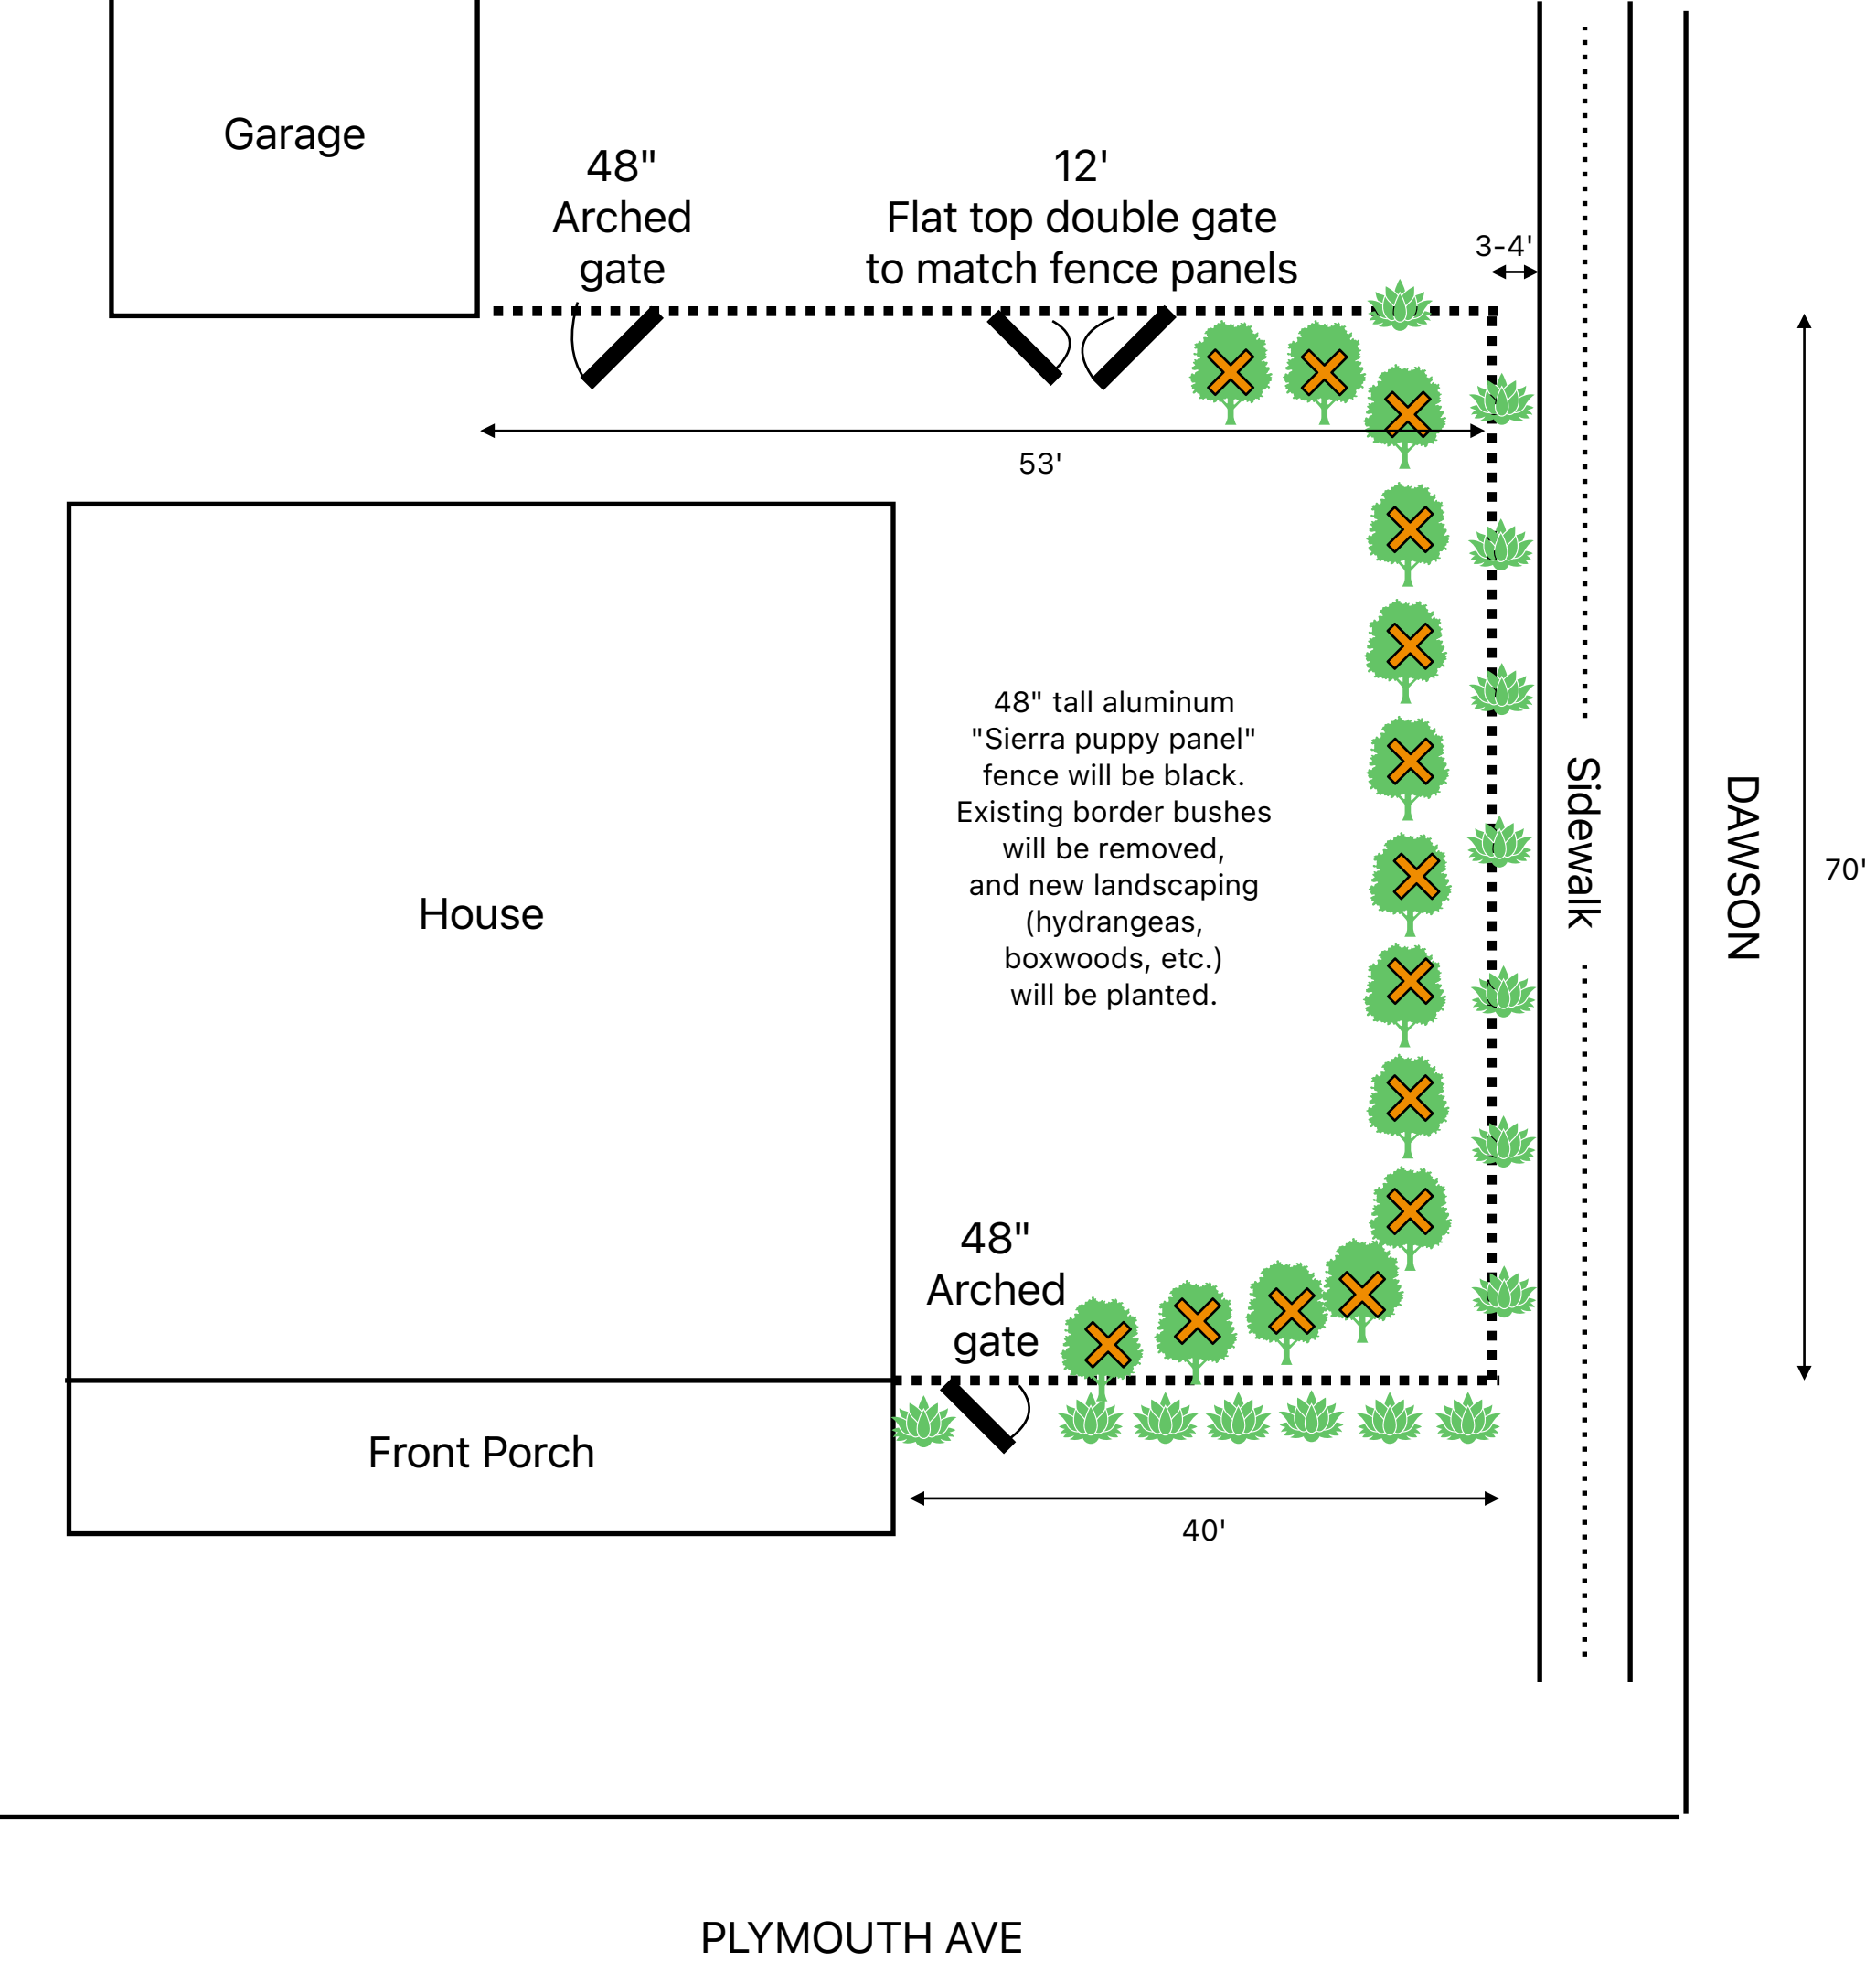 Garage
48"
Arched
gate
12'
Flat top double gate
to match fence panels
3-4'
53'
48" tall aluminum
"Sierra puppy panel"
fence will be black.
Existing border bushes
will be removed,
and new landscaping
(hydrangeas,
boxwoods, etc.)
will be planted.
Sidewalk
DAWSON
70'
House
48"
Arched
gate
Front Porch
40'
PLYMOUTH AVE